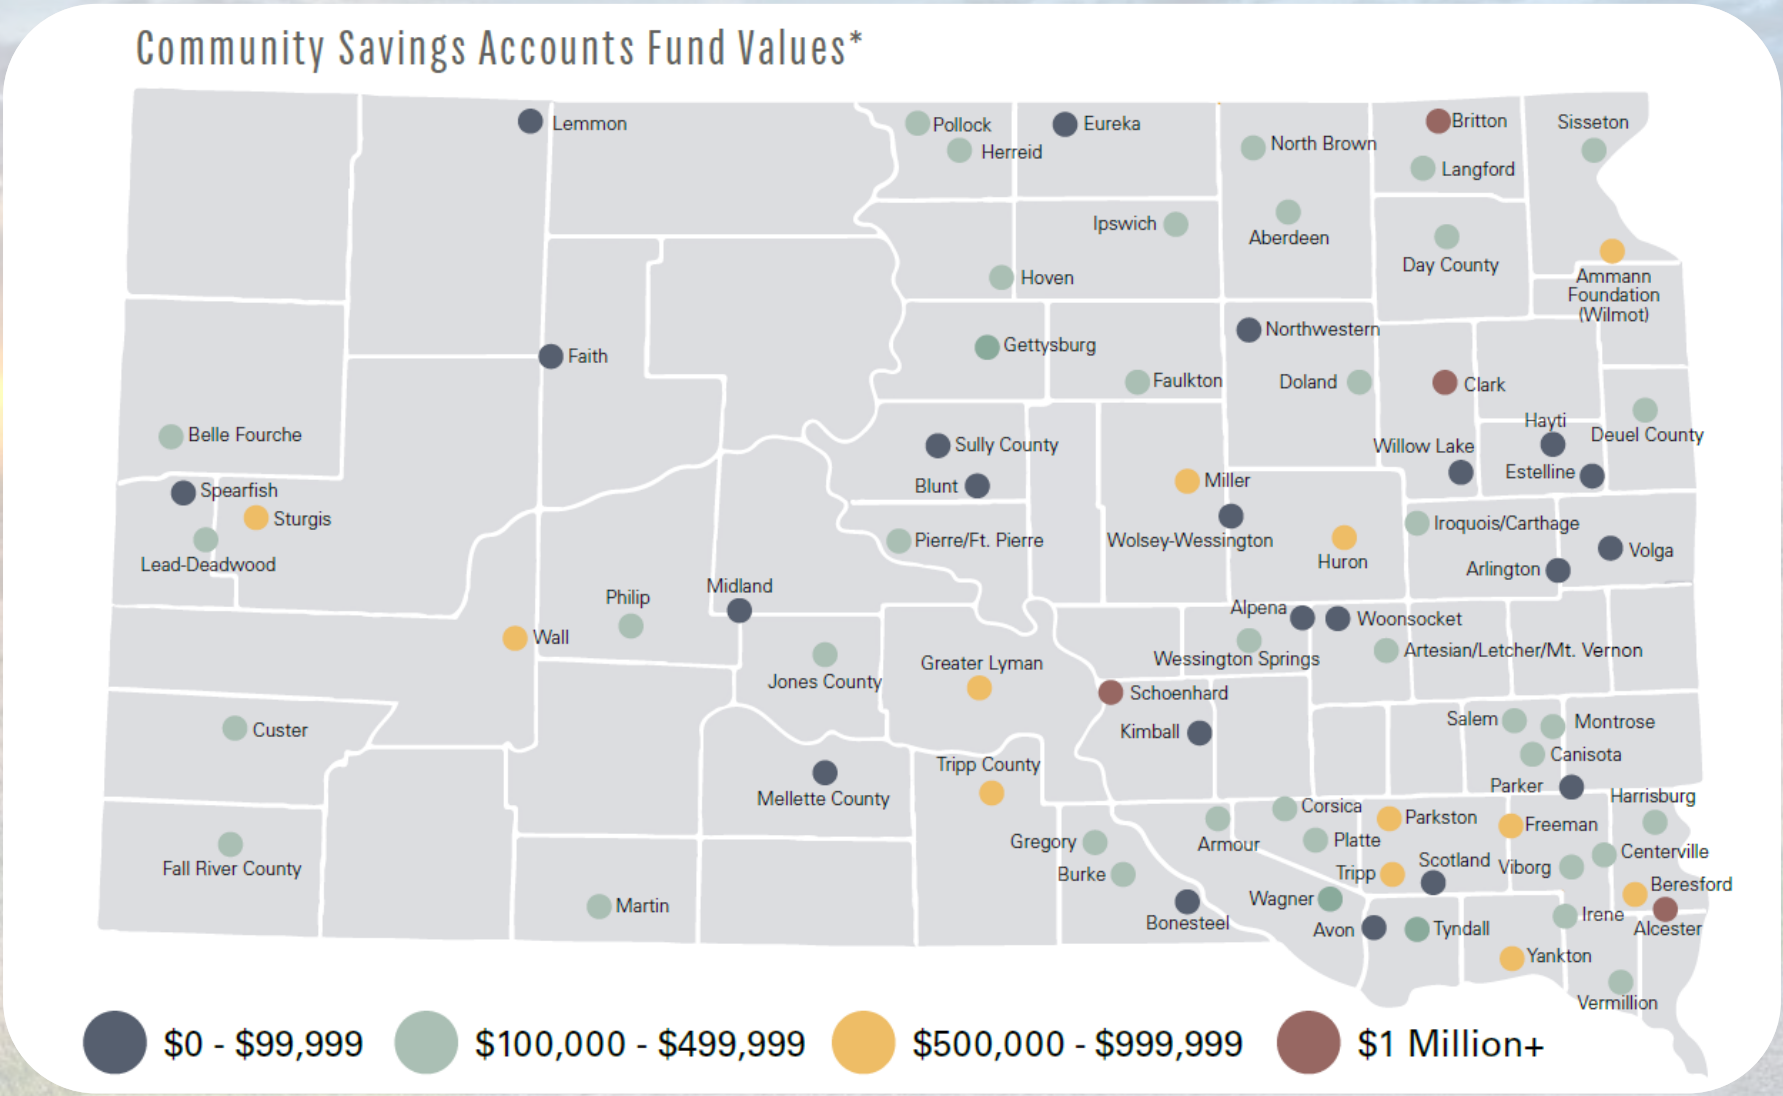 Community Savings Accounts Fund Values*
Lemmon
Pollock
Herreid
Eureka
North Brown
Britton
Langford
Sisseton
Ipswich
Aberdeen
Day County
Hoven
Ammann
Foundation
(Wilmot)
Northwestern
Gettysburg
Faith
Faulkton
Doland
Clark
Hayti
Deuel County
Belle Fourche
Sully County
Willow Lake
Estelline
Blunt
Miller
Spearfish
Sturgis
Iroquois/Carthage
Pierre/Ft. Pierre
Wolsey-Wessington
Huron
Volga
Lead-Deadwood
Arlington
Midland
Philip
Alpena
Woonsocket
Wall
Wessington Springs
Artesian/Letcher/Mt. Vernon
Greater Lyman
Jones County
Schoenhard
Salem
Montrose
Custer
Kimball
Canisota
Tripp County
Parker
Harrisburg
Mellette County
Corsica
Parkston
Freeman
Gregory
Armour
Platte
Centerville
Fall River County
Scotland
Viborg
Burke
Tripp
Beresford
Martin
Wagner
Irene
Bonesteel
Avon
Tyndall
Alcester
Yankton
Vermillion
$0 - $99,999
$100,000 - $499,999
$500,000 - $999,999
$1 Million+